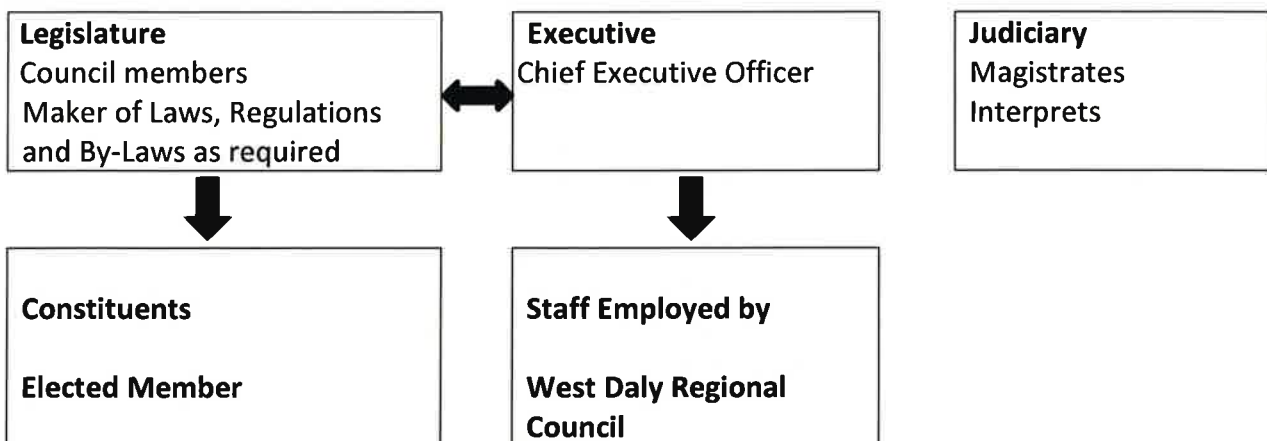 Legislature
Council members
Maker of Laws, Regulations
and By-Laws as required
Executive
Chief Executive Officer
Judiciary
Magistrates
Interprets
Constituents
Elected Member
Staff Employed by
West Daly Regional
Council